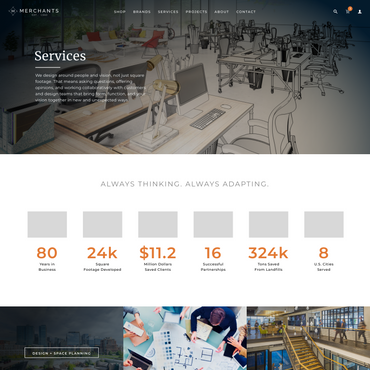 MERCHANTS
SHOP BRANDS SERVICES PROJECTS ABOUT CONTACT
Services
We design around people and vision, not just square
footage. That means asking questions, offering
opinions, and working collaboratively with customers
and design teams that bring form, function, and your
vision together in new and unexpected ways.
ALWAYS THINKING, ALWAYS ADAPTING.
80 24k $11.2 16 324k 8
Years in Square Million Dollars Successful Tons Saved U.S. Cities
Business Footage Developed Saved Clients Partnerships From Landfills Served
DESIGN + SPACE PLANNING